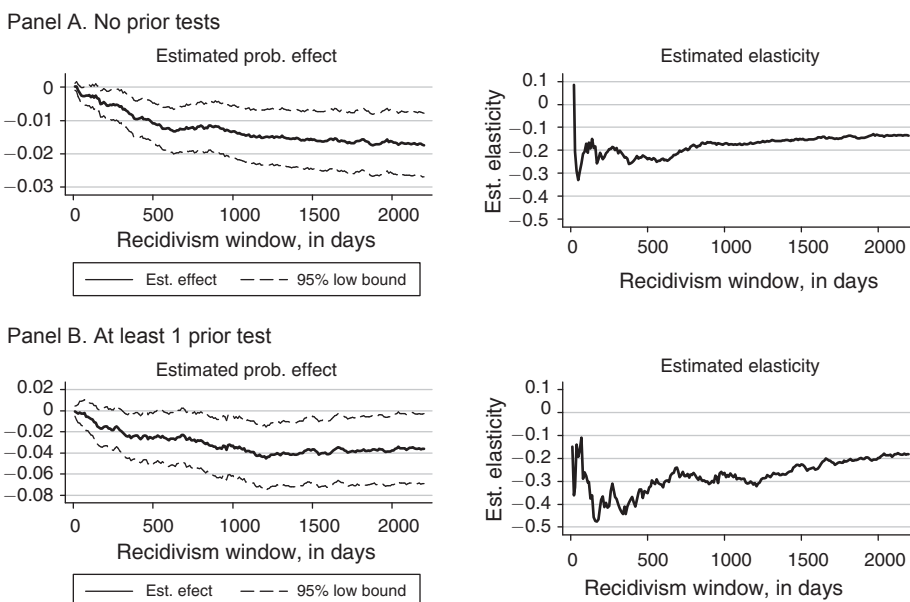 Panel A. No prior tests
Estimated prob. effect
0
−0.01
−0.02
−0.03
0 500 1000 1500 2000
Recidivism window, in days
Est. effect 95% low bound
Estimated elasticity
Est. elasticity
0.1
0
−0.1
−0.2
−0.3
−0.4
−0.5
0 500 1000 1500 2000
Recidivism window, in days
Panel B. At least 1 prior test
Estimated prob. effect
0.02
0
−0.02
−0.04
−0.06
−0.08
0 500 1000 1500 2000
Recidivism window, in days
Est. efect 95% low bound
Estimated elasticity
Est. elasticity
0.1
0
−0.1
−0.2
−0.3
−0.4
−0.5
0 500 1000 1500 2000
Recidivism window, in days